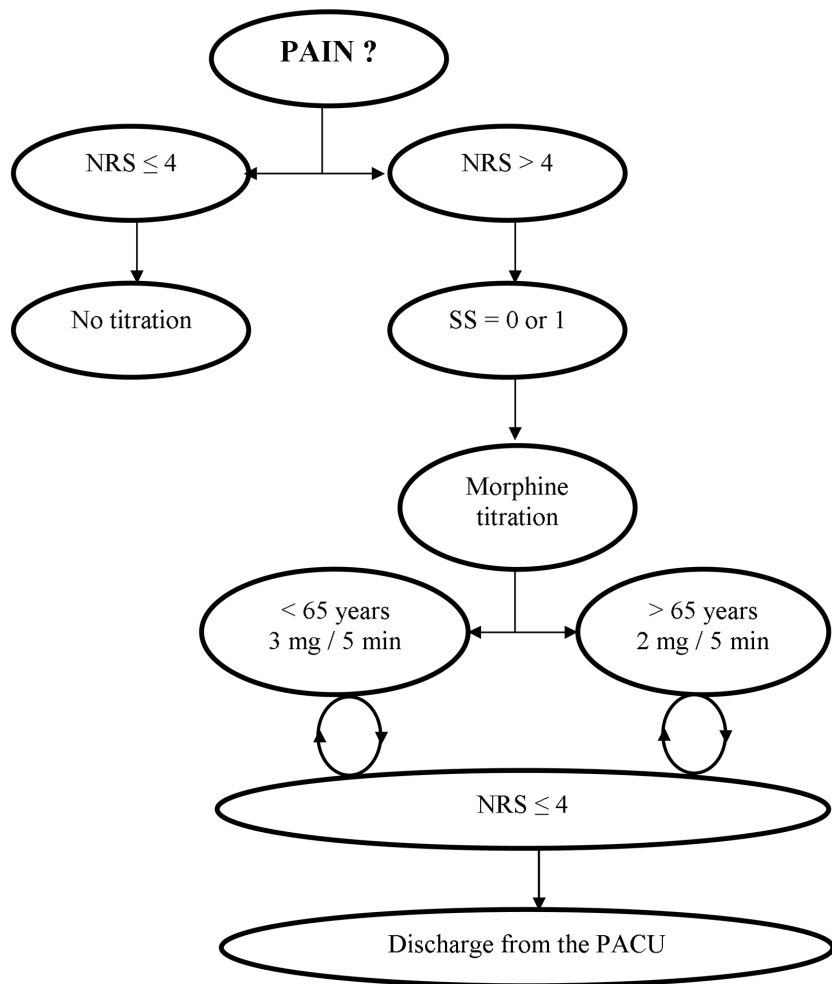 PAIN ?
NRS ≤ 4
NRS > 4
No titration
SS = 0 or 1
Morphine
titration
< 65 years
3 mg / 5 min
> 65 years
2 mg / 5 min
NRS ≤ 4
Discharge from the PACU